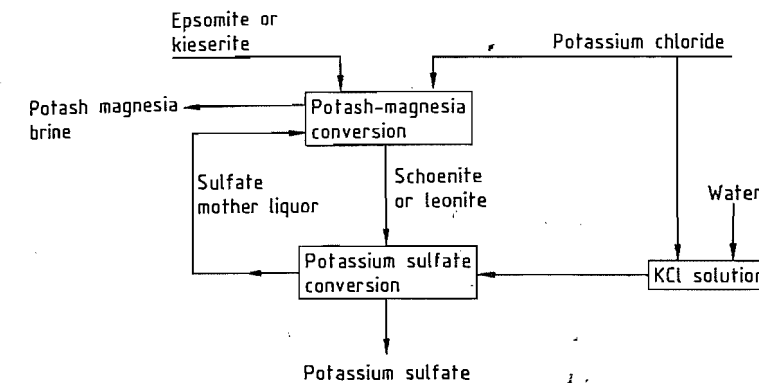 Epsomite or
kieserite
Potassium chloride
Potash magnesia
brine
Potash-magnesia
conversion
Sulfate
mother liquor
Schoenite
or leonite
Water
Potassium sulfate
conversion
KCl solution
Potassium sulfate